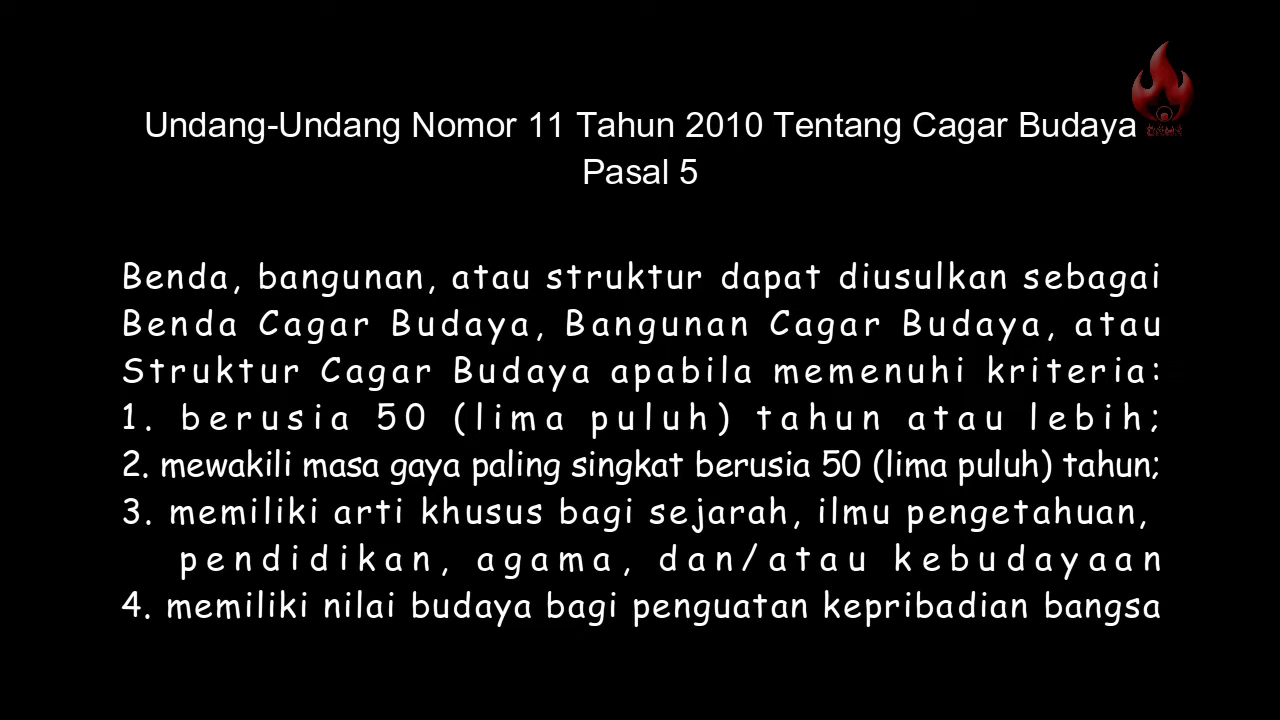 Undang-Undang Nomor 11 Tahun 2010 Tentang Cagar Budaya
Pasal 5
Benda, bangunan, atau struktur dapat diusulkan sebagai
Benda Cagar Budaya, Bangunan Cagar Budaya, atau
Struktur Cagar Budaya apabila memenuhi kriteria:
1. berusia 50 (lima puluh) tahun atau lebih;
2. mewakili masa gaya paling singkat berusia 50 (lima puluh) tahun;
3. memiliki arti khusus bagi sejarah, ilmu pengetahuan,
pendidikan, agama, dan/atau kebudayaan
4. memiliki nilai budaya bagi penguatan kepribadian bangsa